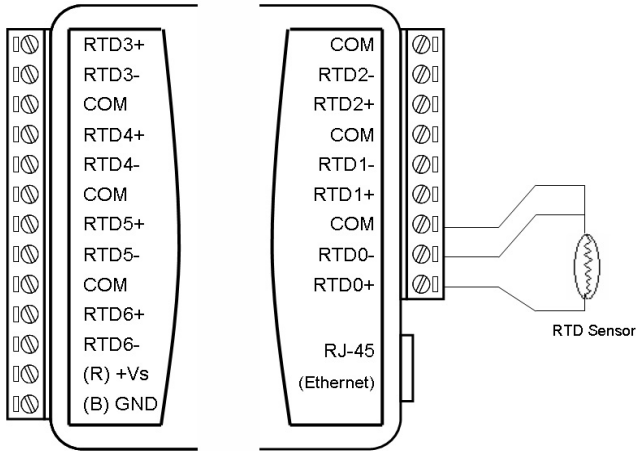 RTD3+
RTD3-
COM
RTD4+
RTD4-
COM
RTD5+
RTD5-
COM
RTD6+
RTD6-
(R) +Vs
(B) GND
COM
RTD2-
RTD2+
COM
RTD1-
RTD1+
COM
RTD0-
RTD0+
RJ-45
(Ethernet)
RTD Sensor